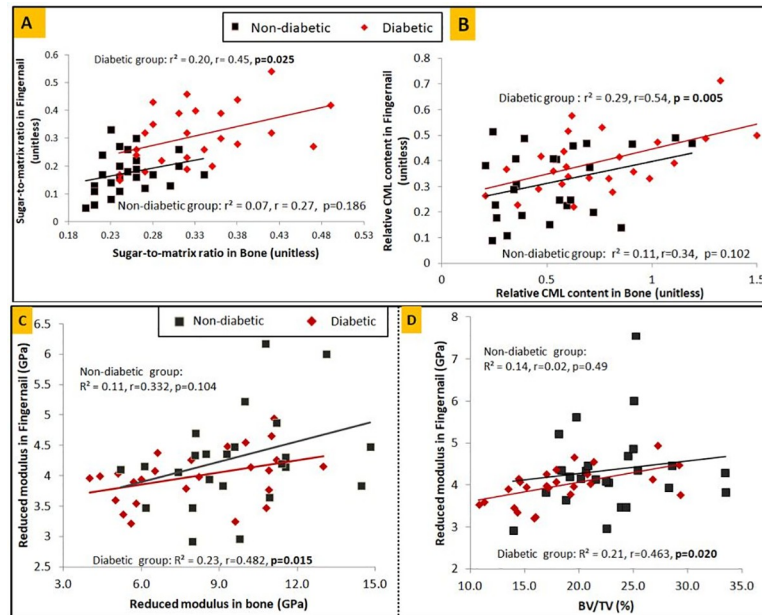 A
Non-diabetic
Diabetic
B
Diabetic group: r² = 0.20, r= 0.45, p=0.025
0.6
0.5
0.4
0.3
0.2
0.1
0
Sugar-to-matrix ratio in Fingernail
(unitless)
Non-diabetic group: r² = 0.07, r = 0.27, p=0.186
0.18
0.23
0.28
0.33
0.38
0.43
0.48
0.53
Sugar-to-matrix ratio in Bone (unitless)
0.8
0.7
0.6
0.5
0.4
0.3
0.2
0.1
0
Relative CML content in Fingernail
(unitless)
Diabetic group : r² = 0.29, r=0.54, p = 0.005
Non-diabetic group: r² = 0.11, r=0.34, p= 0.102
0
0.5
1
1.5
Relative CML content in Bone (unitless)
C
Non-diabetic
Diabetic
D
6.5
6
5.5
5
4.5
4
3.5
3
2.5
Reduced modulus in Fingernail (GPa)
Non-diabetic group:
R² = 0.11, r=0.332, p=0.104
Diabetic group: R² = 0.23, r=0.482, p=0.015
3.0
6.0
9.0
12.0
15.0
Reduced modulus in bone (GPa)
8
7
6
5
4
3
2
Reduced modulus in Fingernail (GPa)
Non-diabetic group:
R² = 0.14, r=0.02, p=0.49
Diabetic group: R² = 0.21, r=0.463, p=0.020
10.0
15.0
20.0
25.0
30.0
35.0
BV/TV (%)